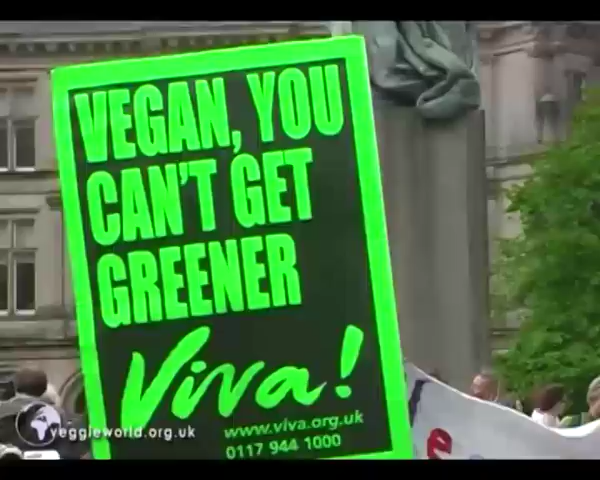 VEGAN, YOU
CAN'T GET
GREENER
Viva!
www.viva.org.uk
0117 944 1000
veggieworld.org.uk
e